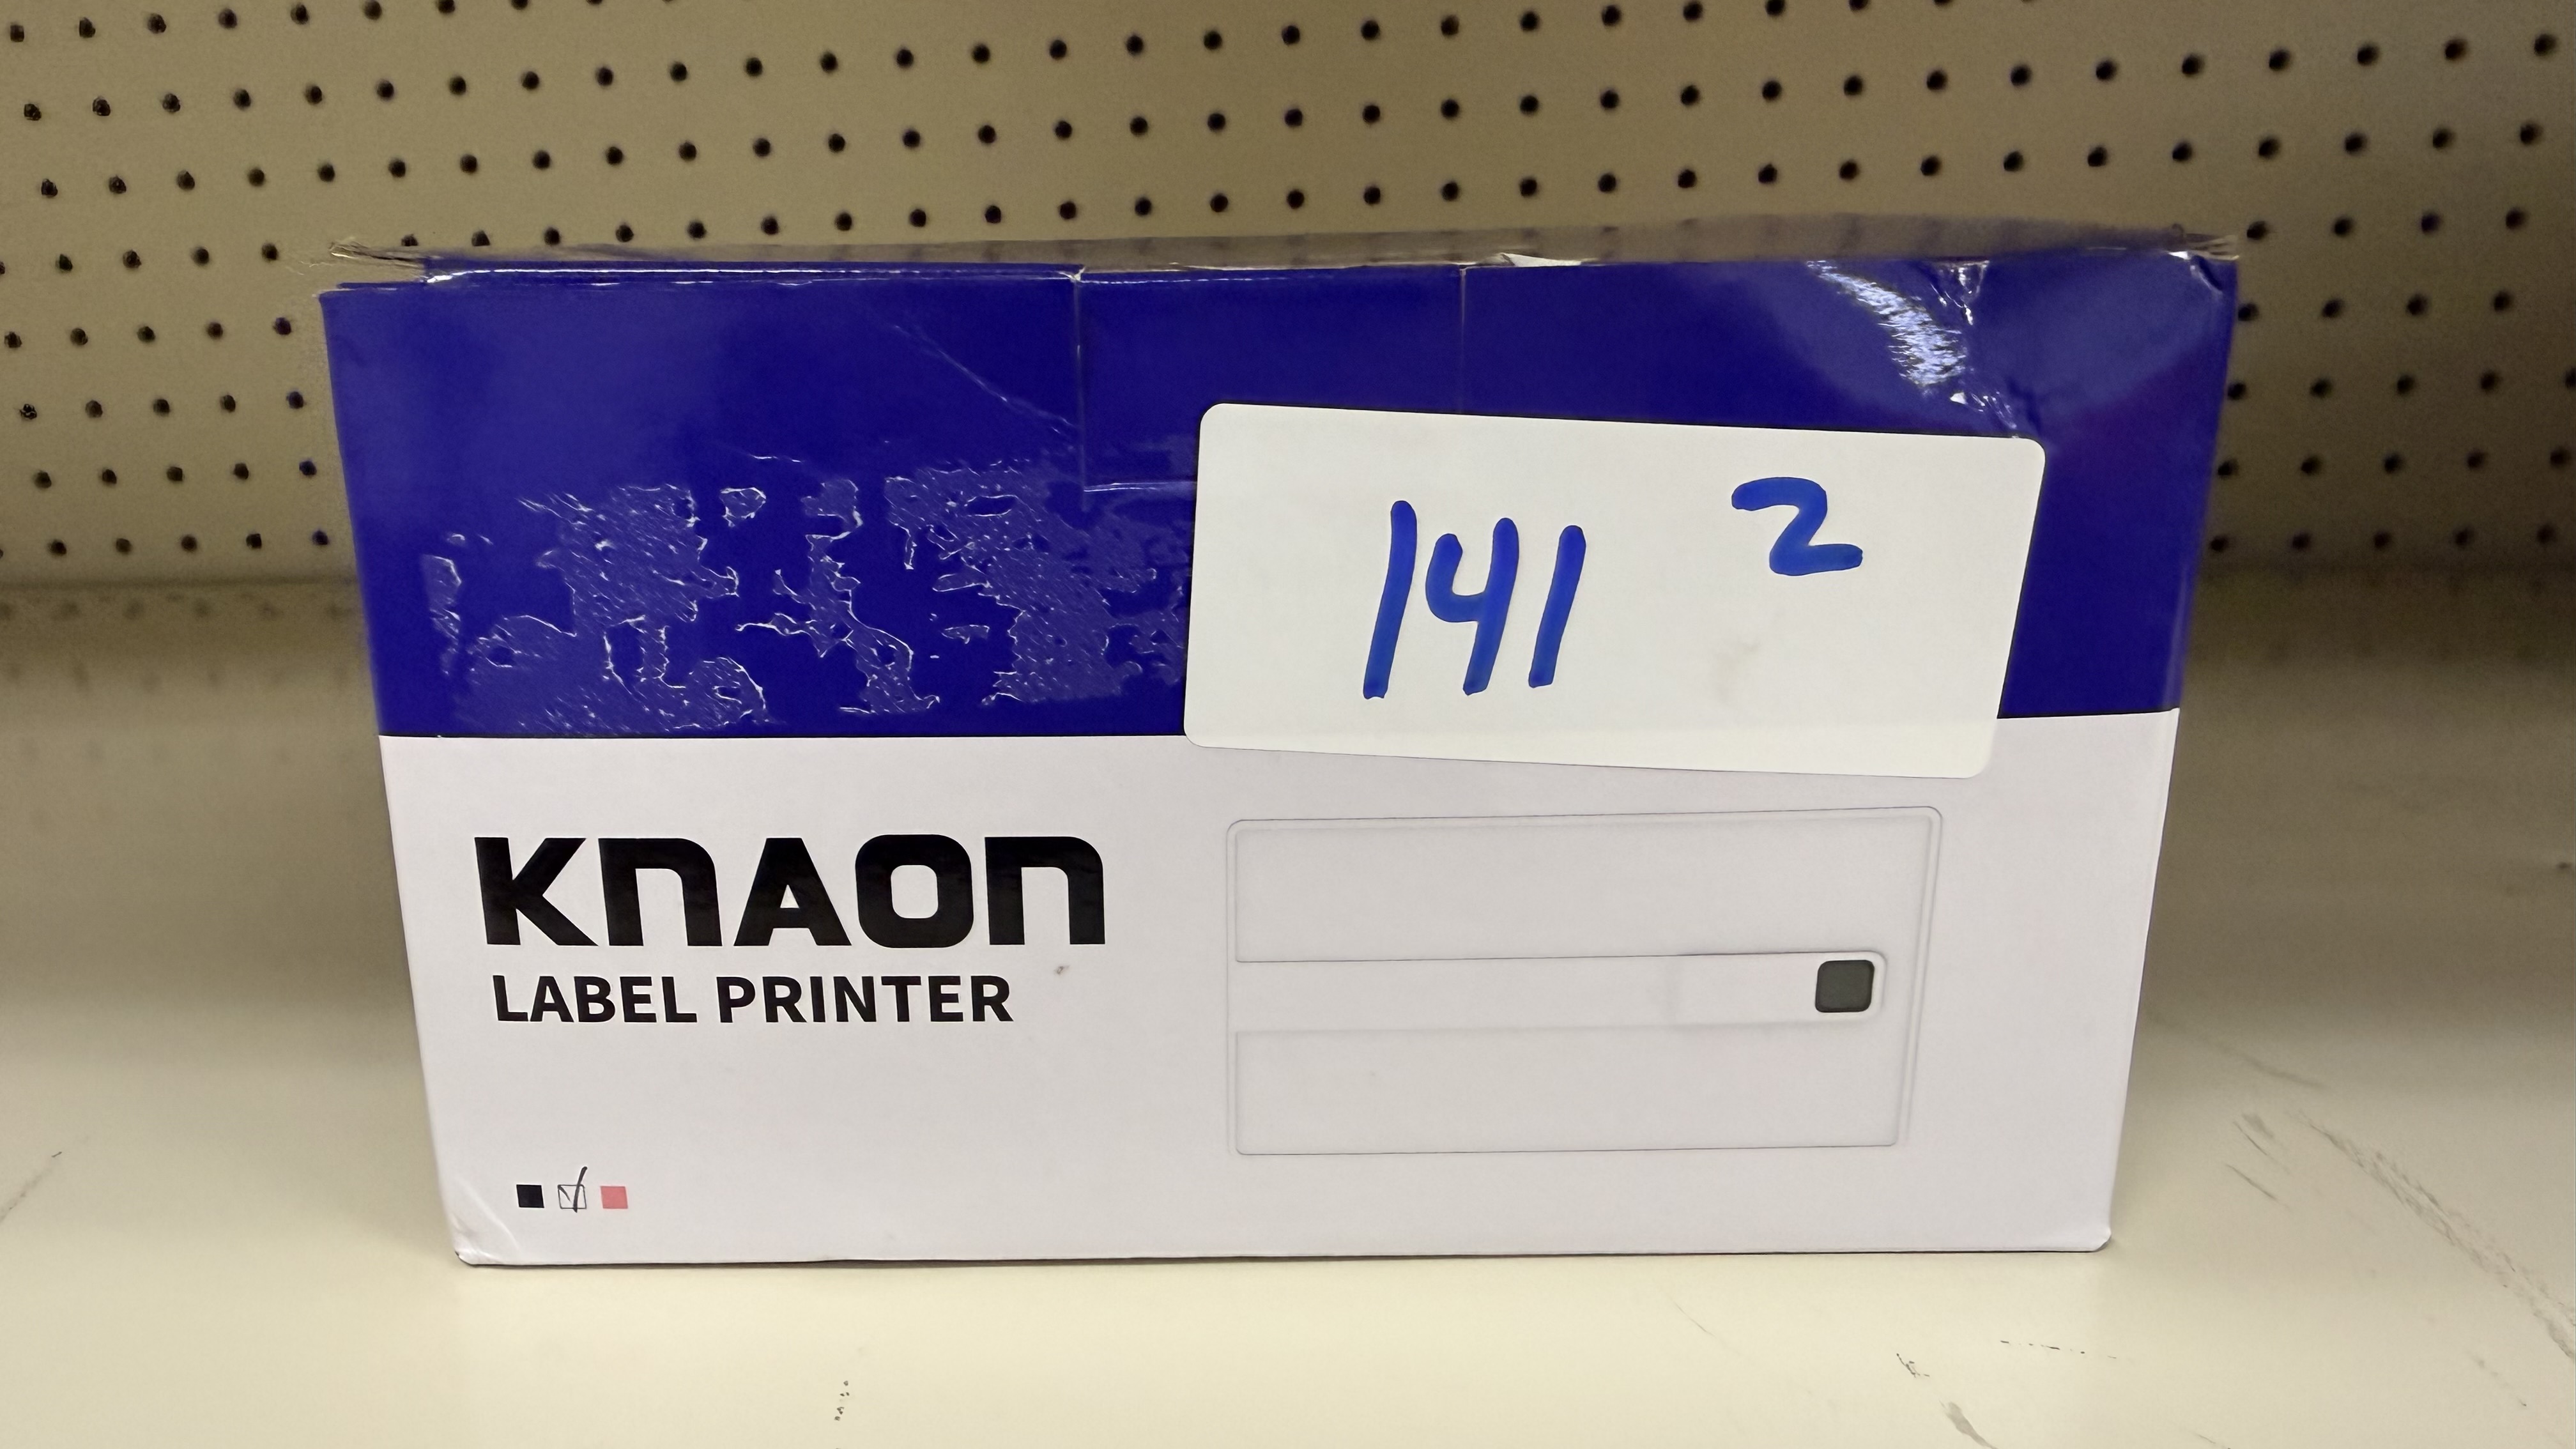 141 2
KNAON
LABEL PRINTER